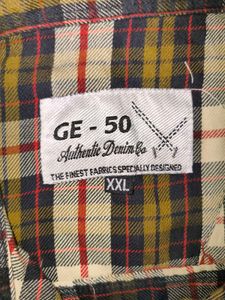 GE - 50
Authentic Denim Co
THE FINEST FABRICS SPECIALLY DESIGNED
XXL